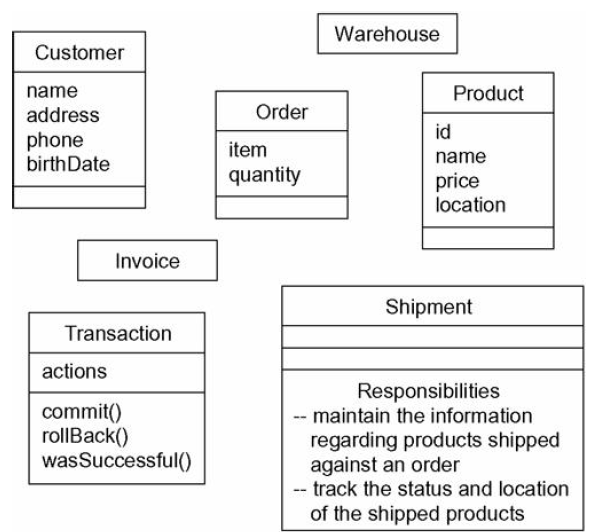 Customer
name
address
phone
birthDate
Warehouse
Order
item
quantity
Product
id
name
price
location
Invoice
Transaction
actions
commit()
rollBack()
wasSuccessful()
Shipment
Responsibilities
-- maintain the information
regarding products shipped
against an order
-- track the status and location
of the shipped products